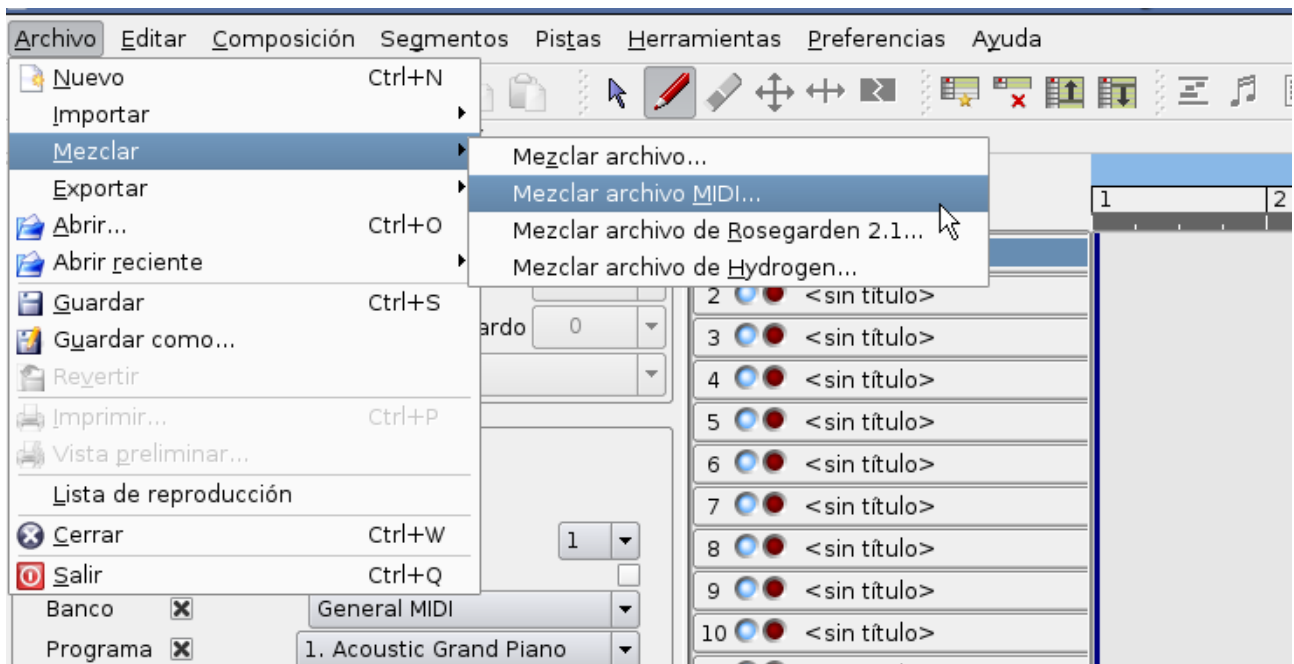 Archivo Editar Composición Segmentos Pistas Herramientas Preferencias Ayuda
Nuevo Ctrl+N
Importar
Mezclar
Exportar
Abrir... Ctrl+O
Abrir reciente
Guardar Ctrl+S
Guardar como...
Revertir
Imprimir... Ctrl+P
Vista preliminar...
Lista de reproducción
Cerrar Ctrl+W
Salir Ctrl+Q
Mezclar archivo...
Mezclar archivo MIDI...
Mezclar archivo de Rosegarden 2.1...
Mezclar archivo de Hydrogen...
1 2
ardo 0
1
Banco General MIDI
Programa 1. Acoustic Grand Piano
2 <sin título>
3 <sin título>
4 <sin título>
5 <sin título>
6 <sin título>
7 <sin título>
8 <sin título>
9 <sin título>
10 <sin título>